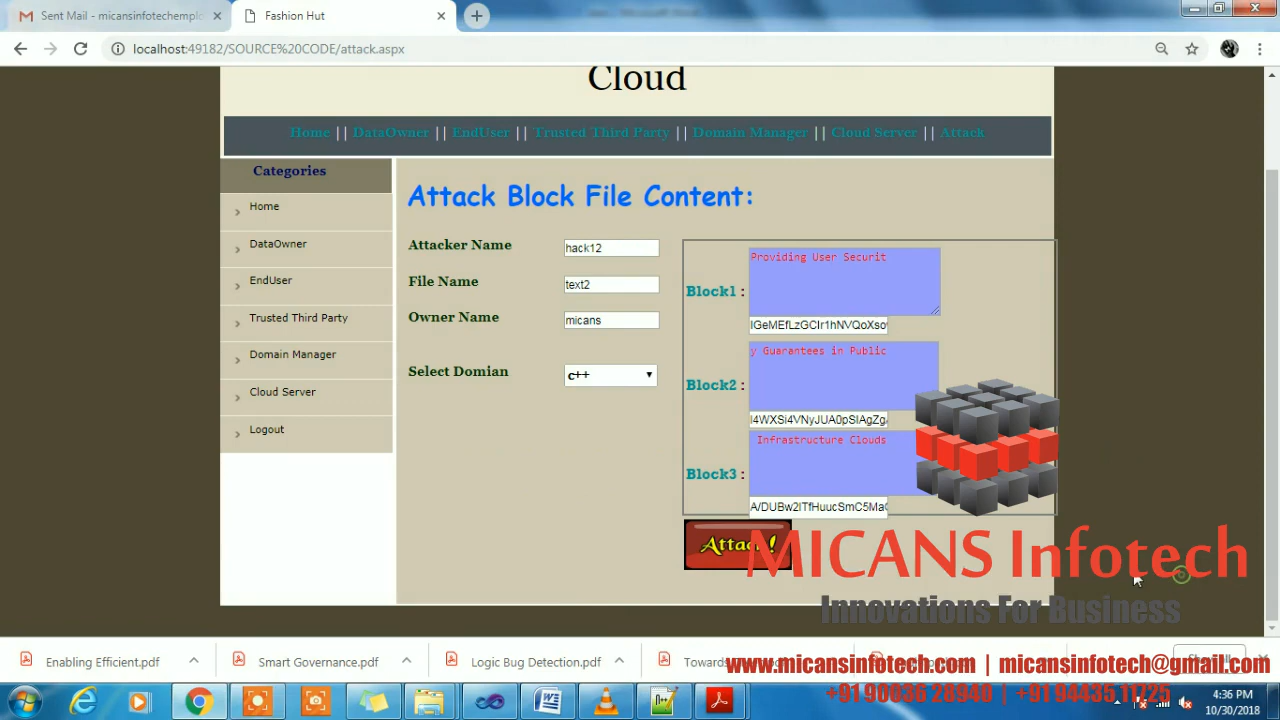 Sent Mail - micansinfotechemplo
Fashion Hut
localhost:49182/SOURCE%20CODE/attack.aspx
Cloud
Home || DataOwner || EndUser || Trusted Third Party || Domain Manager || Cloud Server || Attack
Categories
Home
DataOwner
EndUser
Trusted Third Party
Domain Manager
Cloud Server
Logout
Attack Block File Content:
Attacker Name hack12
File Name text2
Owner Name micans
Select Domian c++
Providing User Securit
Block1 :
y Guarantees in Public
Block2 :
Infrastructure Clouds
Block3 :
Attack!
MICANS Infotech
Innovations For Business
Enabling Efficient.pdf
Smart Governance.pdf
Logic Bug Detection.pdf
www.micansinfotech.com | micansinfotech@gmail.com
+91 90036 28940 | +91 94435 11725
4:36 PM
10/30/2018